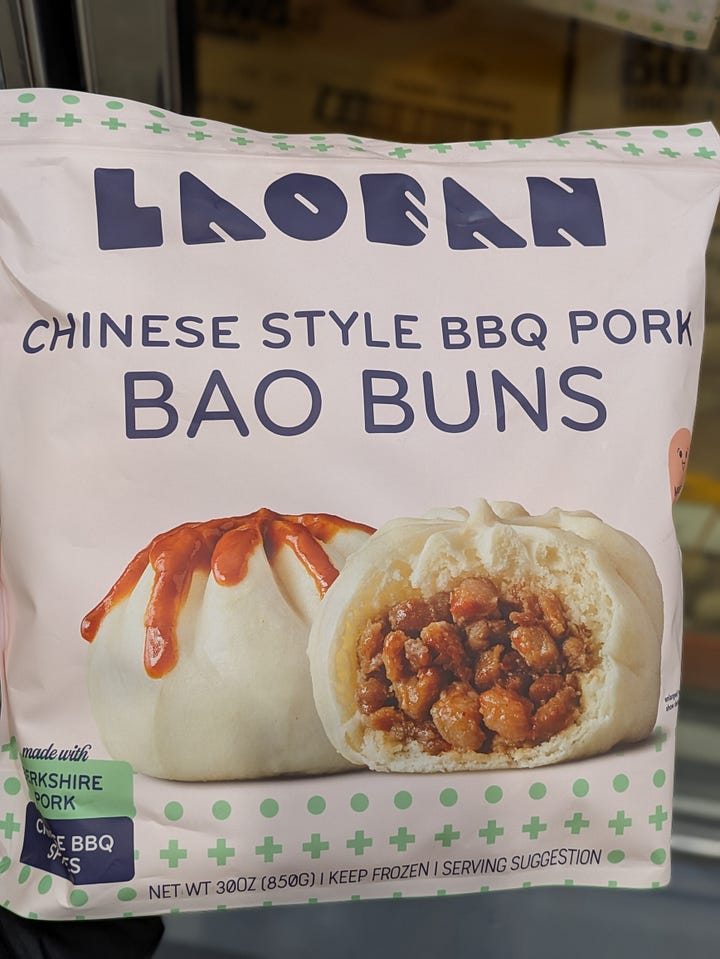 LAOBAN
CHINESE STYLE BBQ PORK
BAO BUNS
made with
ERKSHIRE
PORK
BBQ
NET WT 30OZ (850G) I KEEP FROZEN I SERVING SUGGESTION